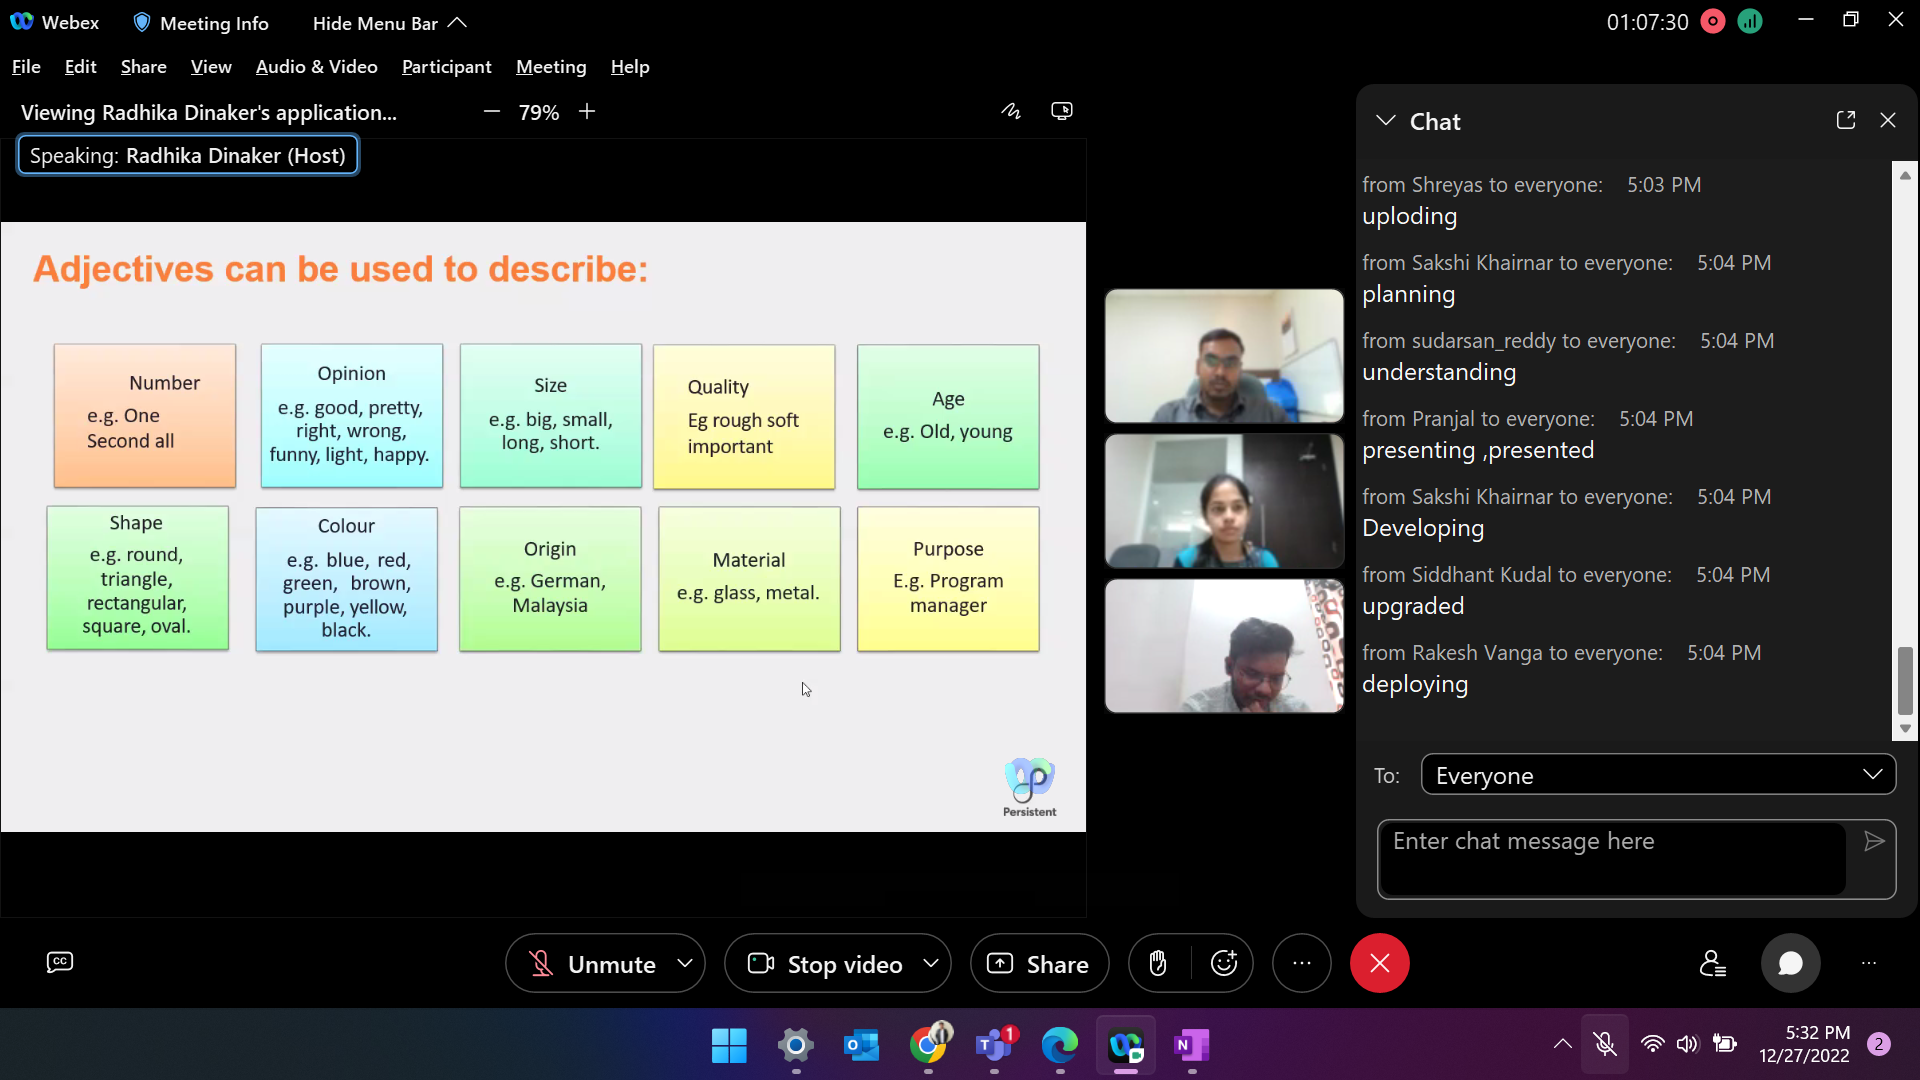 Webex
Meeting Info
Hide Menu Bar
01:07:30
File Edit Share View Audio & Video Participant Meeting Help
Viewing Radhika Dinaker's application...
79%
Speaking: Radhika Dinaker (Host)
Adjectives can be used to describe:
Number
e.g. One
Second all
Opinion
e.g. good, pretty,
right, wrong,
funny, light, happy.
Size
e.g. big, small,
long, short.
Quality
Eg rough soft
important
Age
e.g. Old, young
Shape
e.g. round,
triangle,
rectangular,
square, oval.
Colour
e.g. blue, red,
green, brown,
purple, yellow,
black.
Origin
e.g. German,
Malaysia
Material
e.g. glass, metal.
Purpose
E.g. Program
manager
Persistent
Chat
from Shreyas to everyone: 5:03 PM
uploding
from Sakshi Khairnar to everyone: 5:04 PM
planning
from sudarsan_reddy to everyone: 5:04 PM
understanding
from Pranjal to everyone: 5:04 PM
presenting ,presented
from Sakshi Khairnar to everyone: 5:04 PM
Developing
from Siddhant Kudal to everyone: 5:04 PM
upgraded
from Rakesh Vanga to everyone: 5:04 PM
deploying
To: Everyone
Enter chat message here
CC
Unmute
Stop video
Share
1
5:32 PM
12/27/2022
2